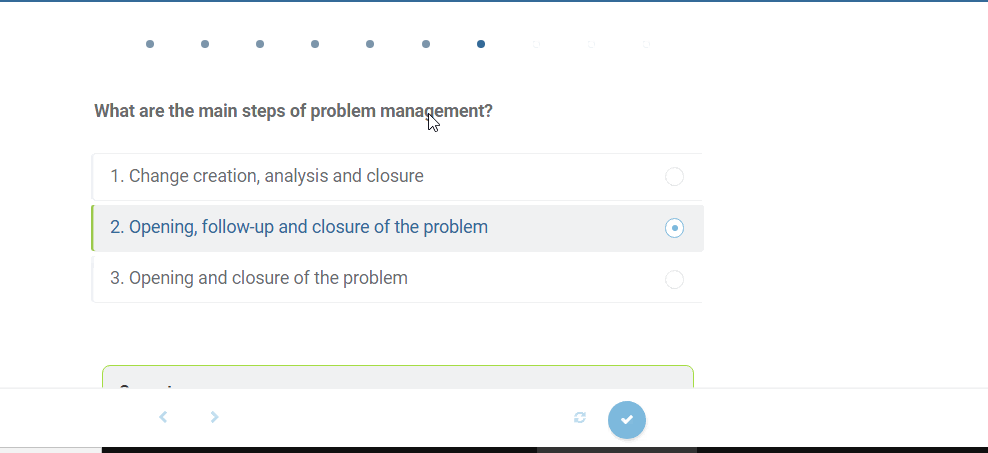 What are the main steps of problem management?
1. Change creation, analysis and closure
2. Opening, follow-up and closure of the problem
3. Opening and closure of the problem